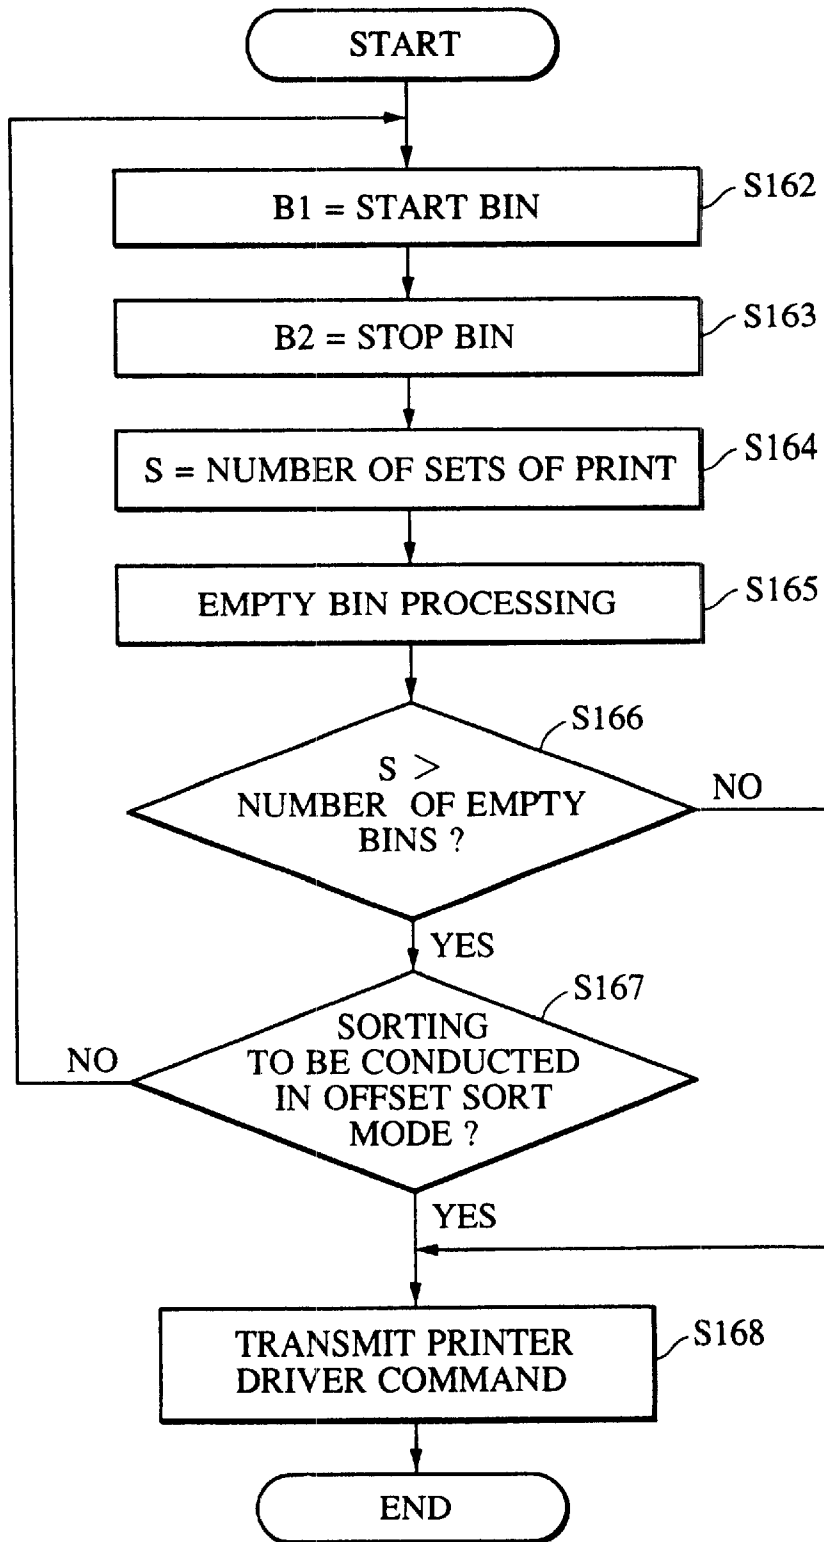 START
B1 = START BIN
S162
B2 = STOP BIN
S163
S = NUMBER OF SETS OF PRINT
S164
EMPTY BIN PROCESSING
S165
S166
S >
NUMBER OF EMPTY
BINS ?
NO
YES
S167
SORTING
TO BE CONDUCTED
IN OFFSET SORT
MODE ?
NO
YES
TRANSMIT PRINTER
DRIVER COMMAND
S168
END